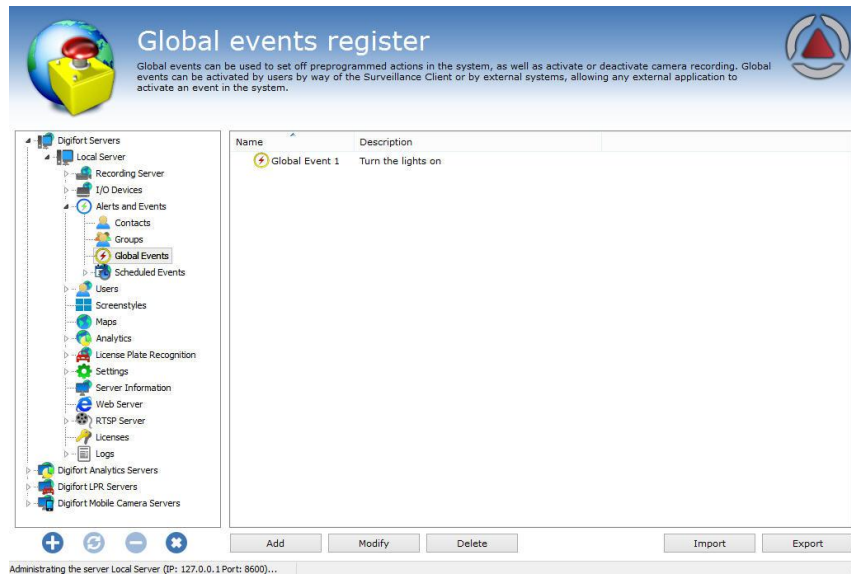 Global events register
Global events can be used to set off preprogrammed actions in the system, as well as activate or deactivate camera recording. Global
events can be activated by users by way of the Surveillance Client or by external systems, allowing any external application to
activate an event in the system.
Digifort Servers
Local Server
Recording Server
I/O Devices
Alerts and Events
Contacts
Groups
Global Events
Scheduled Events
Users
Screenstyles
Maps
Analytics
License Plate Recognition
Settings
Server Information
Web Server
RTSP Server
Licenses
Logs
Digifort Analytics Servers
Digifort LPR Servers
Digifort Mobile Camera Servers
Name Description
Global Event 1 Turn the lights on
Add Modify Delete Import Export
Administrating the server Local Server (IP: 127.0.0.1 Port: 8600)...